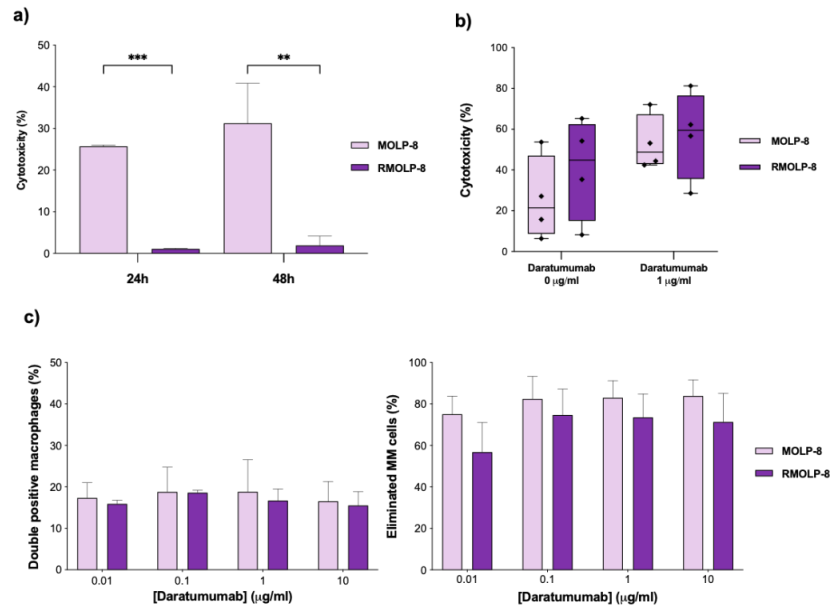 a)
50
40
30
20
10
0
Cytotoxicity (%)
***
**
24h
48h
MOLP-8
RMOLP-8
b)
100
80
60
40
20
0
Cytotoxicity (%)
Daratumumab
0 μg/ml
Daratumumab
1 μg/ml
MOLP-8
RMOLP-8
c)
50
40
30
20
10
0
Double positive macrophages (%)
0.01
0.1
1
10
[Daratumumab] (μg/ml)
100
80
60
40
20
0
Eliminated MM cells (%)
0.01
0.1
1
10
[Daratumumab] (μg/ml)
MOLP-8
RMOLP-8